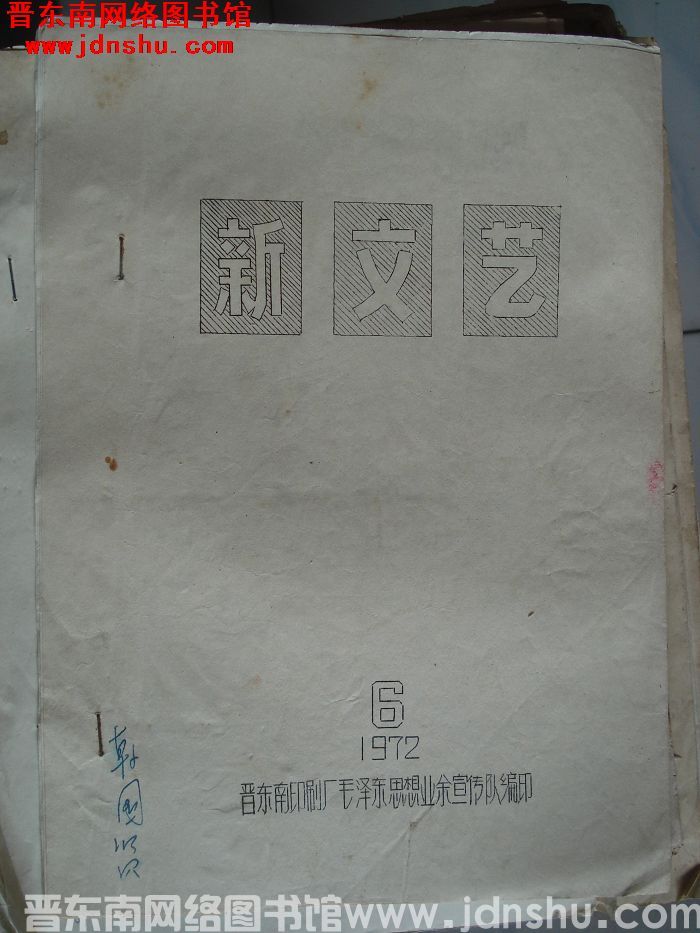 晋东南网络图书馆
www.jdnshu.com
新文艺
6
1972
晋东南印刷厂毛泽东思想业余宣传队编印
晋东南网络图书馆www.jdnshu.com